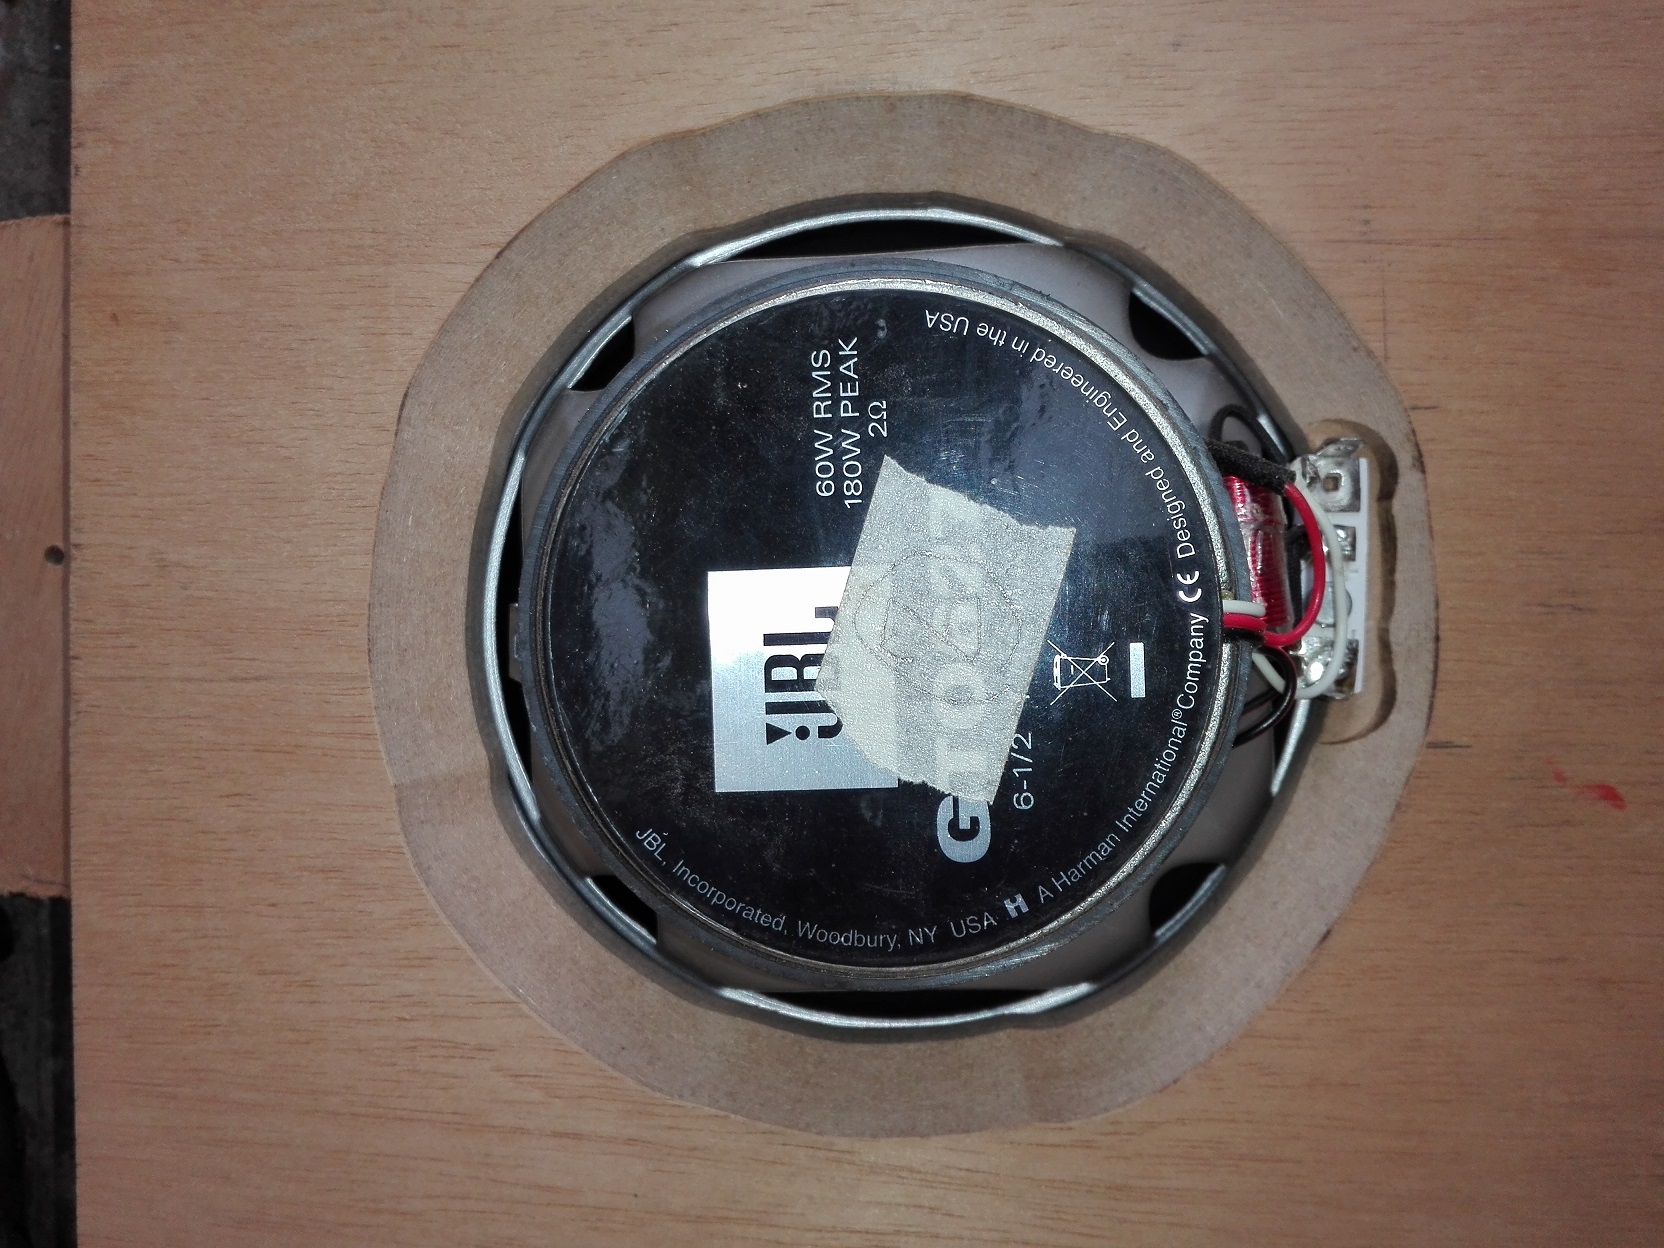 60W RMS
180W PEAK
2Ω
JBL
G
6-1/2
JBL, Incorporated, Woodbury, NY USA H A Harman International® Company CE Designed and Engineered in the USA